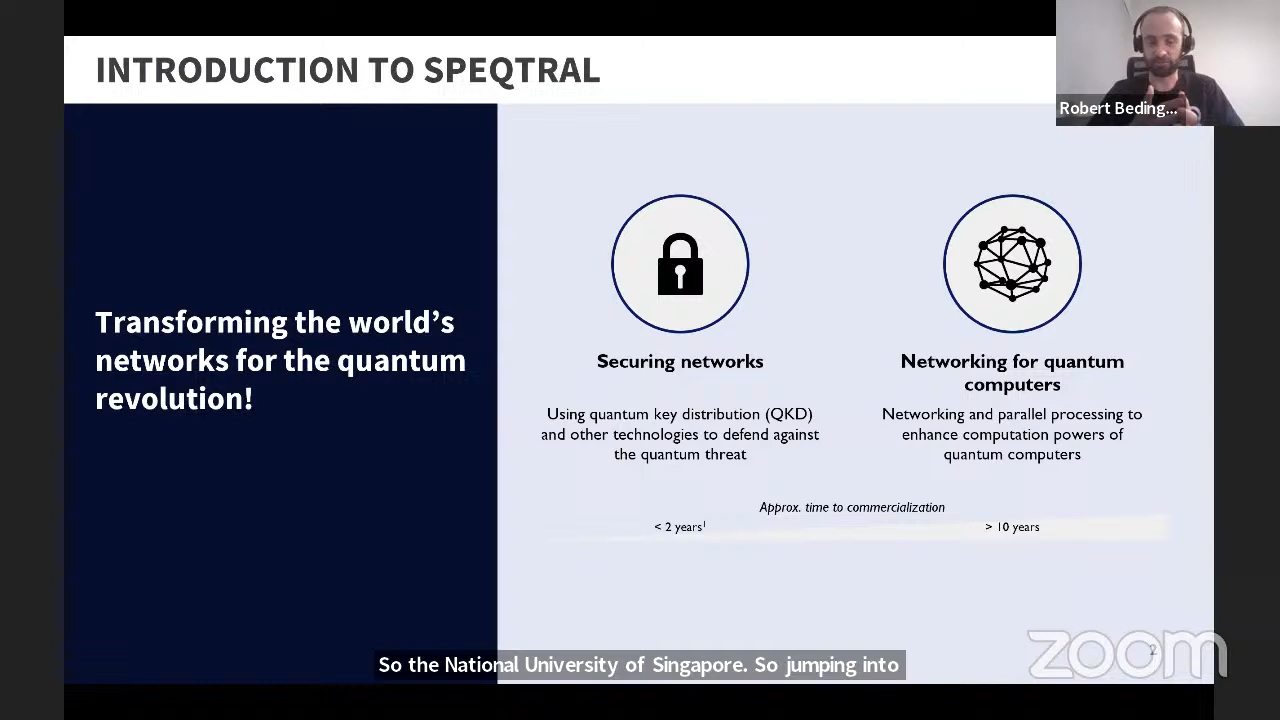 INTRODUCTION TO SPEQTRAL
Robert Beding...
Transforming the world's
networks for the quantum
revolution!
Securing networks
Using quantum key distribution (QKD)
and other technologies to defend against
the quantum threat
Networking for quantum
computers
Networking and parallel processing to
enhance computation powers of
quantum computers
Approx. time to commercialization
< 2 years¹
> 10 years
So the National University of Singapore. So jumping into
zoom
2